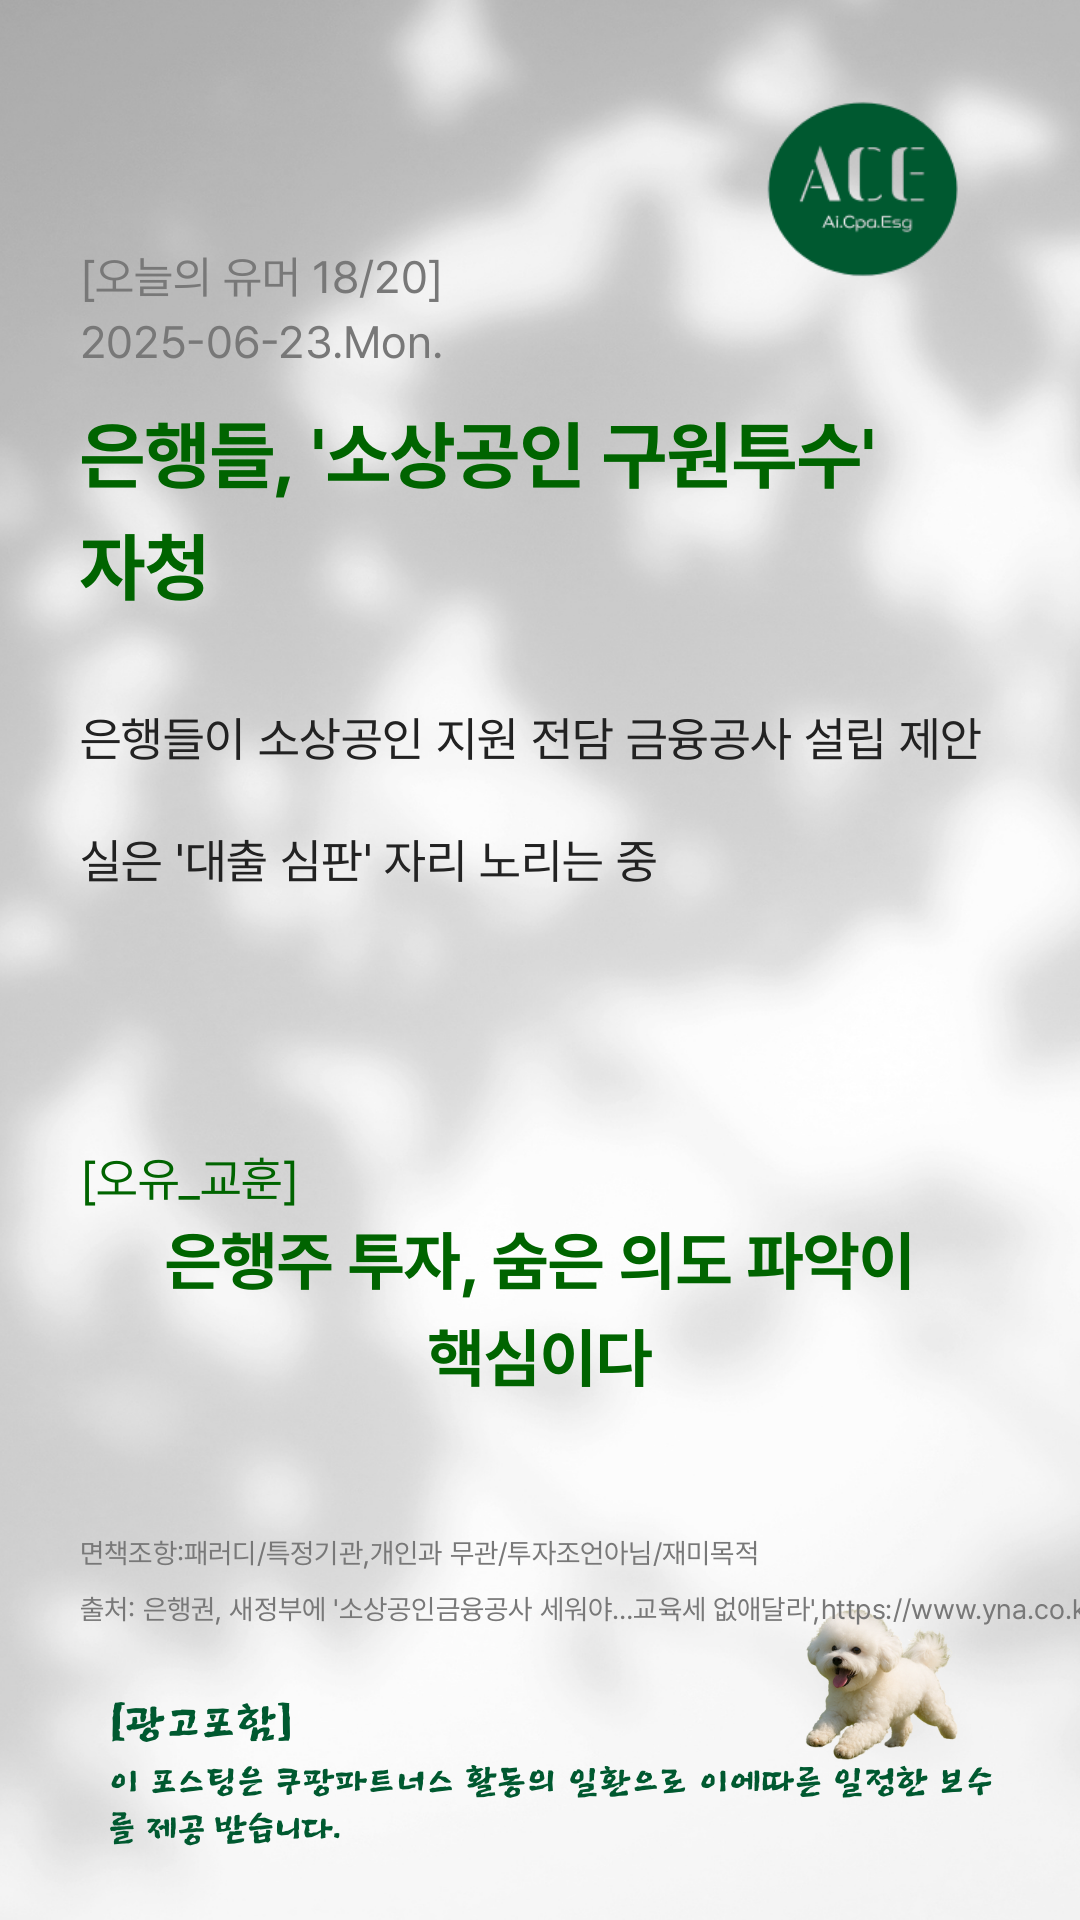 ACE
Ai.Cpa.Esg
[오늘의 유머 18/20]
2025-06-23.Mon.
은행들, '소상공인 구원투수'
자청
은행들이 소상공인 지원 전담 금융공사 설립 제안
실은 '대출 심판' 자리 노리는 중
[오유_교훈]
은행주 투자, 숨은 의도 파악이
핵심이다
면책조항:패러디/특정기관,개인과 무관/투자조언아님/재미목적
출처: 은행권, 새정부에 '소상공인금융공사 세워야...교육세 없애달라',https://www.yna.co.k
[광고포함]
이 포스팅은 쿠팡파트너스 활동의 일환으로 이에따른 일정한 보수
를 제공 받습니다.